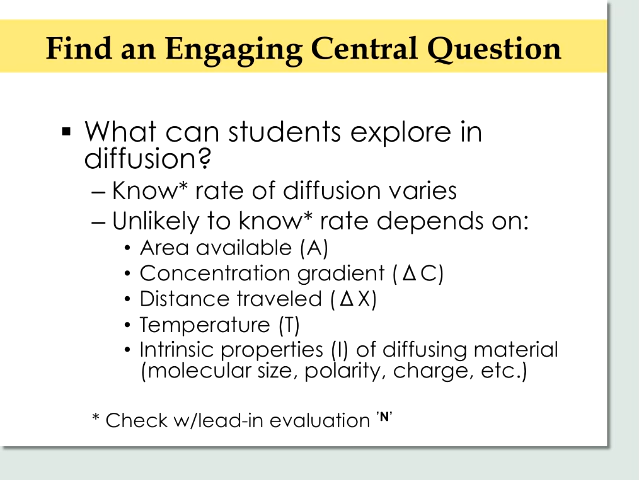 Find an Engaging Central Question
▪ What can students explore in
diffusion?
– Know* rate of diffusion varies
– Unlikely to know* rate depends on:
• Area available (A)
• Concentration gradient (ΔC)
• Distance traveled (ΔX)
• Temperature (T)
• Intrinsic properties (I) of diffusing material
(molecular size, polarity, charge, etc.)
* Check w/lead-in evaluation 'N'